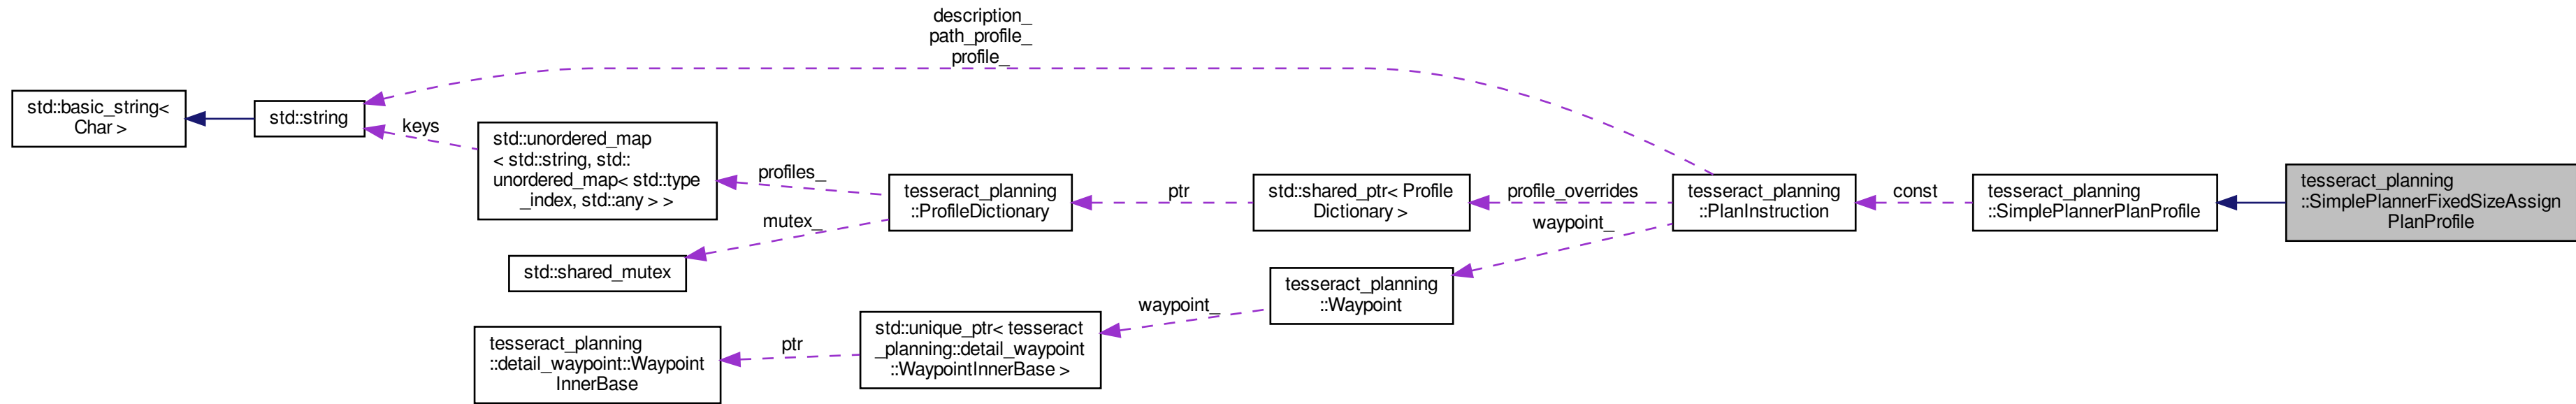 description_
path_profile_
profile_
std::basic_string<
Char >
std::string
keys
std::unordered_map
< std::string, std::
unordered_map< std::type
_index, std::any > >
profiles_
mutex_
std::shared_mutex
tesseract_planning
::ProfileDictionary
ptr
std::shared_ptr< Profile
Dictionary >
profile_overrides
waypoint_
tesseract_planning
::PlanInstruction
const
tesseract_planning
::SimplePlannerPlanProfile
tesseract_planning
::SimplePlannerFixedSizeAssign
PlanProfile
tesseract_planning
::Waypoint
waypoint_
std::unique_ptr< tesseract
_planning::detail_waypoint
::WaypointInnerBase >
ptr
tesseract_planning
::detail_waypoint::Waypoint
InnerBase